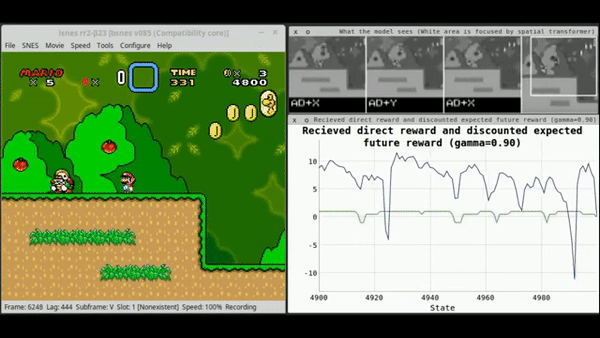 lsnes rr2-β23 [bsnes v085 (Compatibility core)]
File SNES Movie Speed Tools Configure Help
MARIO
x 5
x
0
TIME
331
x 3
4800
Frame: 6248 Lag: 444 Subframe: V Slot: 1 [Nonexistent] Speed: 100% Recording
x o What the model sees (White area is focused by spatial transformer)
AD+X AD+Y AD+X
x o Recieved direct reward and discounted expected future reward (gamma=0.90)
Recieved direct reward and discounted expected
future reward (gamma=0.90)
10
5
0
-5
-10
4900 4920 4940 4960 4980
State